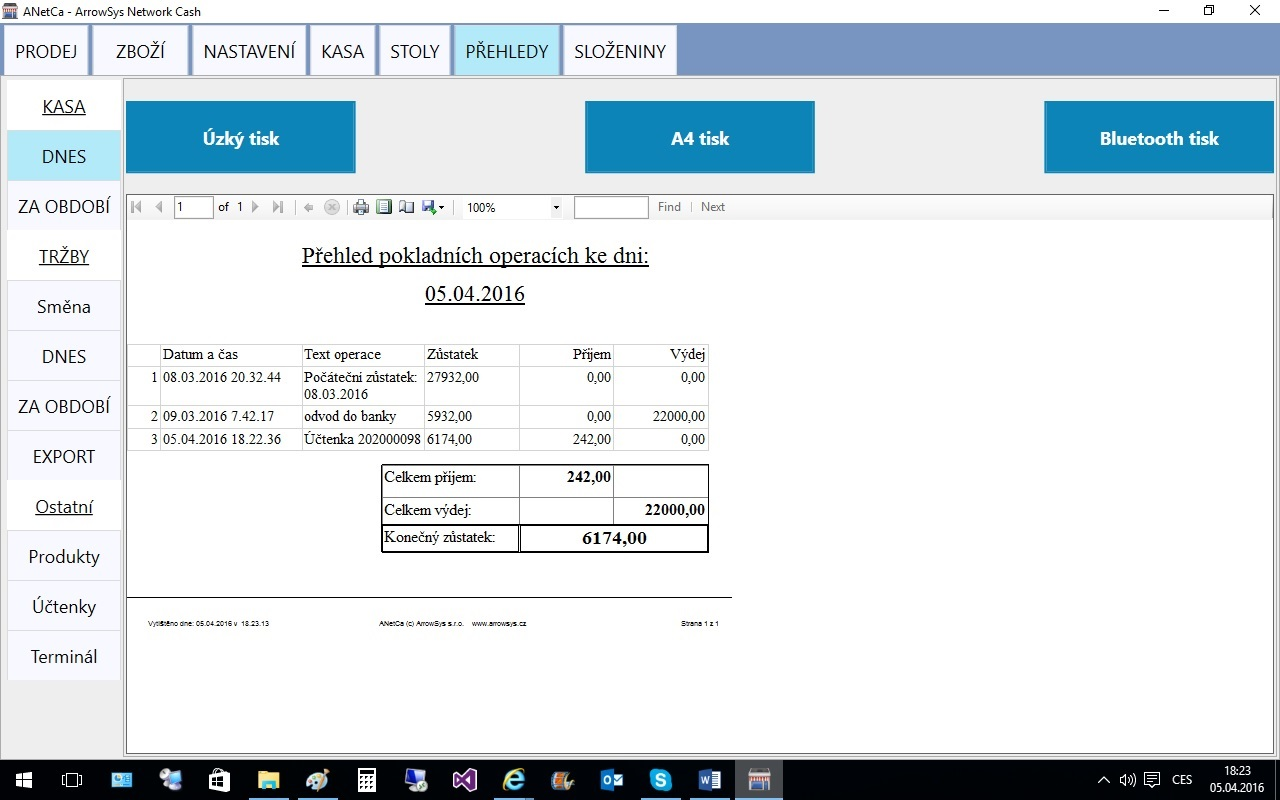 ANetCa - ArrowSys Network Cash
PRODEJ ZBOŽÍ NASTAVENÍ KASA STOLY PŘEHLEDY SLOŽENINY
KASA
DNES
ZA OBDOBÍ
TRŽBY
Směna
DNES
ZA OBDOBÍ
EXPORT
Ostatní
Produkty
Účtenky
Terminál
Úzký tisk A4 tisk Bluetooth tisk
1 of 1 100% Find | Next
Přehled pokladních operacích ke dni:
05.04.2016
Datum a čas Text operace Zůstatek Příjem Výdej
1 08.03.2016 20.32.44 Počáteční zůstatek: 27932,00 0,00 0,00
08.03.2016
2 09.03.2016 7.42.17 odvod do banky 5932,00 0,00 22000,00
3 05.04.2016 18.22.36 Účtenka 202000098 6174,00 242,00 0,00
Celkem příjem: 242,00
Celkem výdej: 22000,00
Konečný zůstatek: 6174,00
Vytištěno dne: 05.04.2016 v 18.23.13 ANetCa (c) ArrowSys s.r.o. www.arrowsys.cz Strana 1 z 1
CES
18:23
05.04.2016